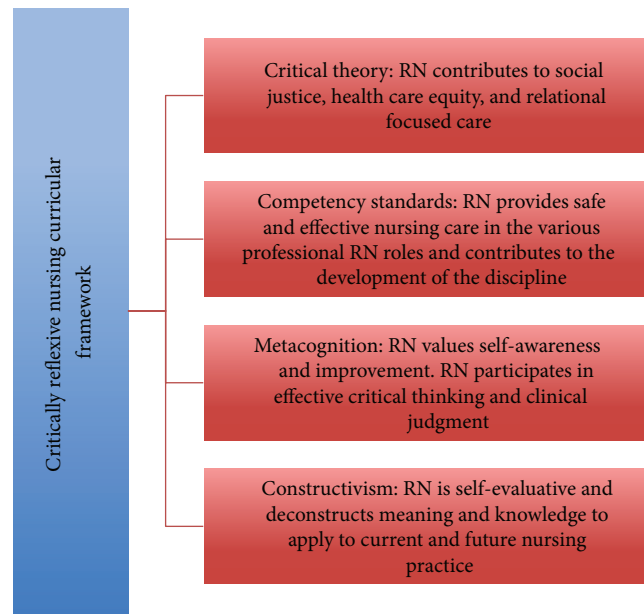 Critically reflexive nursing curricular
framework
Critical theory: RN contributes to social
justice, health care equity, and relational
focused care
Competency standards: RN provides safe
and effective nursing care in the various
professional RN roles and contributes to the
development of the discipline
Metacognition: RN values self-awareness
and improvement. RN participates in
effective critical thinking and clinical
judgment
Constructivism: RN is self-evaluative and
deconstructs meaning and knowledge to
apply to current and future nursing
practice